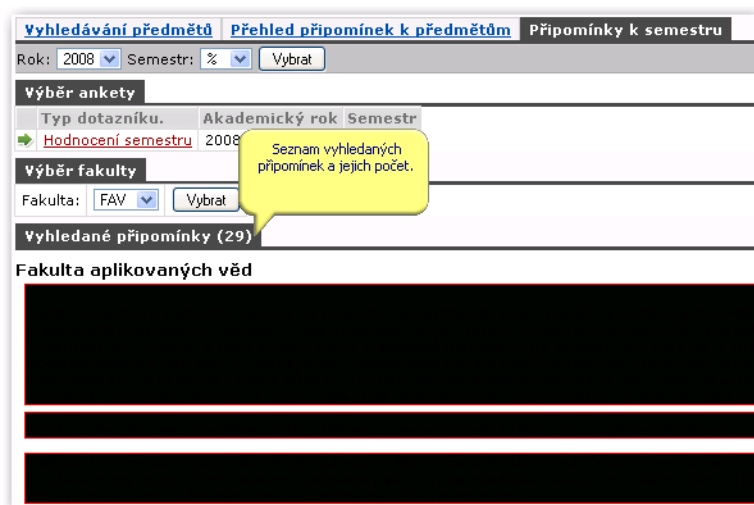 Vyhledávání předmětů Přehled připomínek k předmětům Připomínky k semestru
Rok: 2008 Semestr: % Vybrat
Výběr ankety
Typ dotazníku. Akademický rok Semestr
Hodnocení semestru 2008
Seznam vyhledaných
připomínek a jejich počet.
Výběr fakulty
Fakulta: FAV Vybrat
Vyhledané připomínky (29)
Fakulta aplikovaných věd